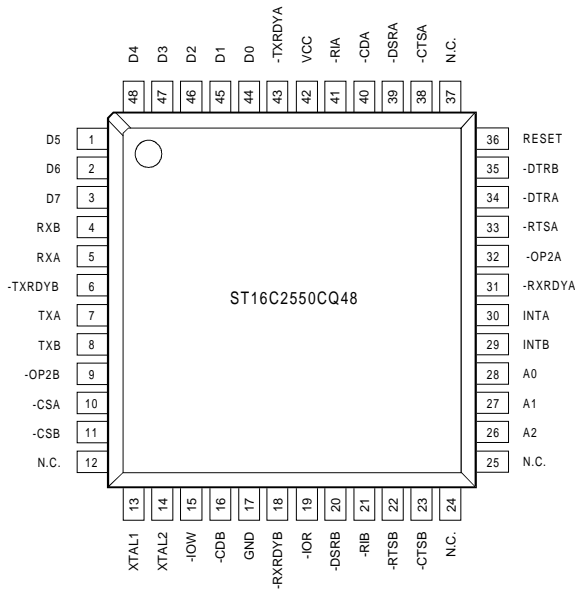 D4 D3 D2 D1 D0 -TXRDYA VCC -RIA -CDA -DSRA -CTSA N.C.
48 47 46 45 44 43 42 41 40 39 38 37
D5 1 36 RESET
D6 2 35 -DTRB
D7 3 34 -DTRA
RXB 4 33 -RTSA
RXA 5 32 -OP2A
-TXRDYB 6 31 -RXRDYA
ST16C2550CQ48
TXA 7 30 INTA
TXB 8 29 INTB
-OP2B 9 28 A0
-CSA 10 27 A1
-CSB 11 26 A2
N.C. 12 25 N.C.
13 14 15 16 17 18 19 20 21 22 23 24
XTAL1 XTAL2 -IOW -CDB GND -RXRDYB -IOR -DSRB -RIB -RTSB -CTSB N.C.